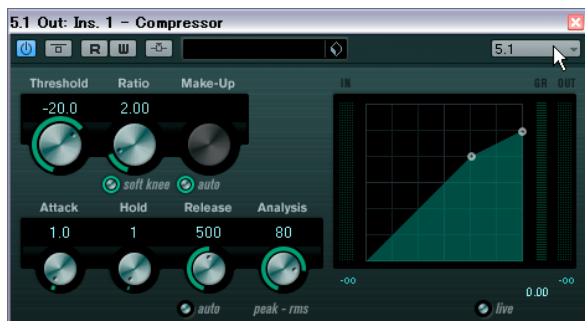 5.1 Out: Ins. 1 - Compressor
R W 5.1
Threshold Ratio Make-Up IN GR OUT
-20.0 2.00
soft knee auto
Attack Hold Release Analysis
1.0 1 500 80
-oo 0.00 -oo
auto peak - rms live